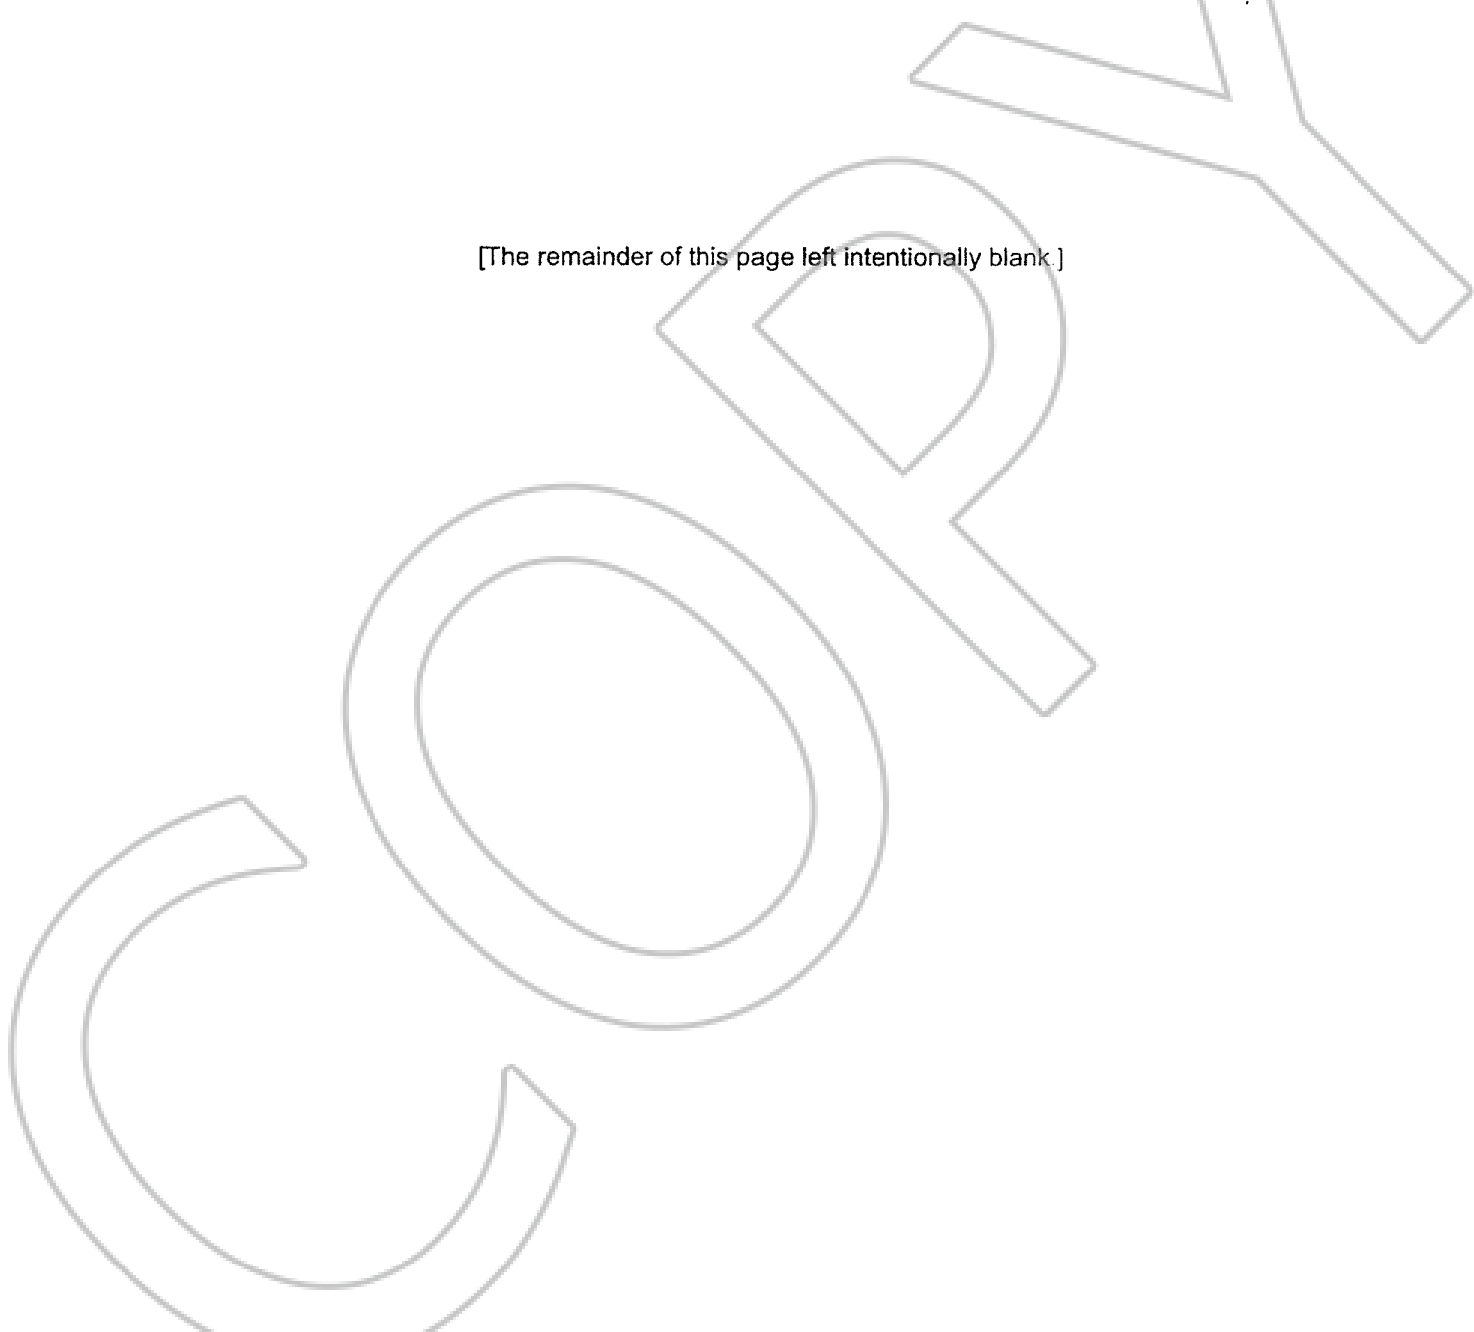 [The remainder of this page left intentionally blank.]
COPY